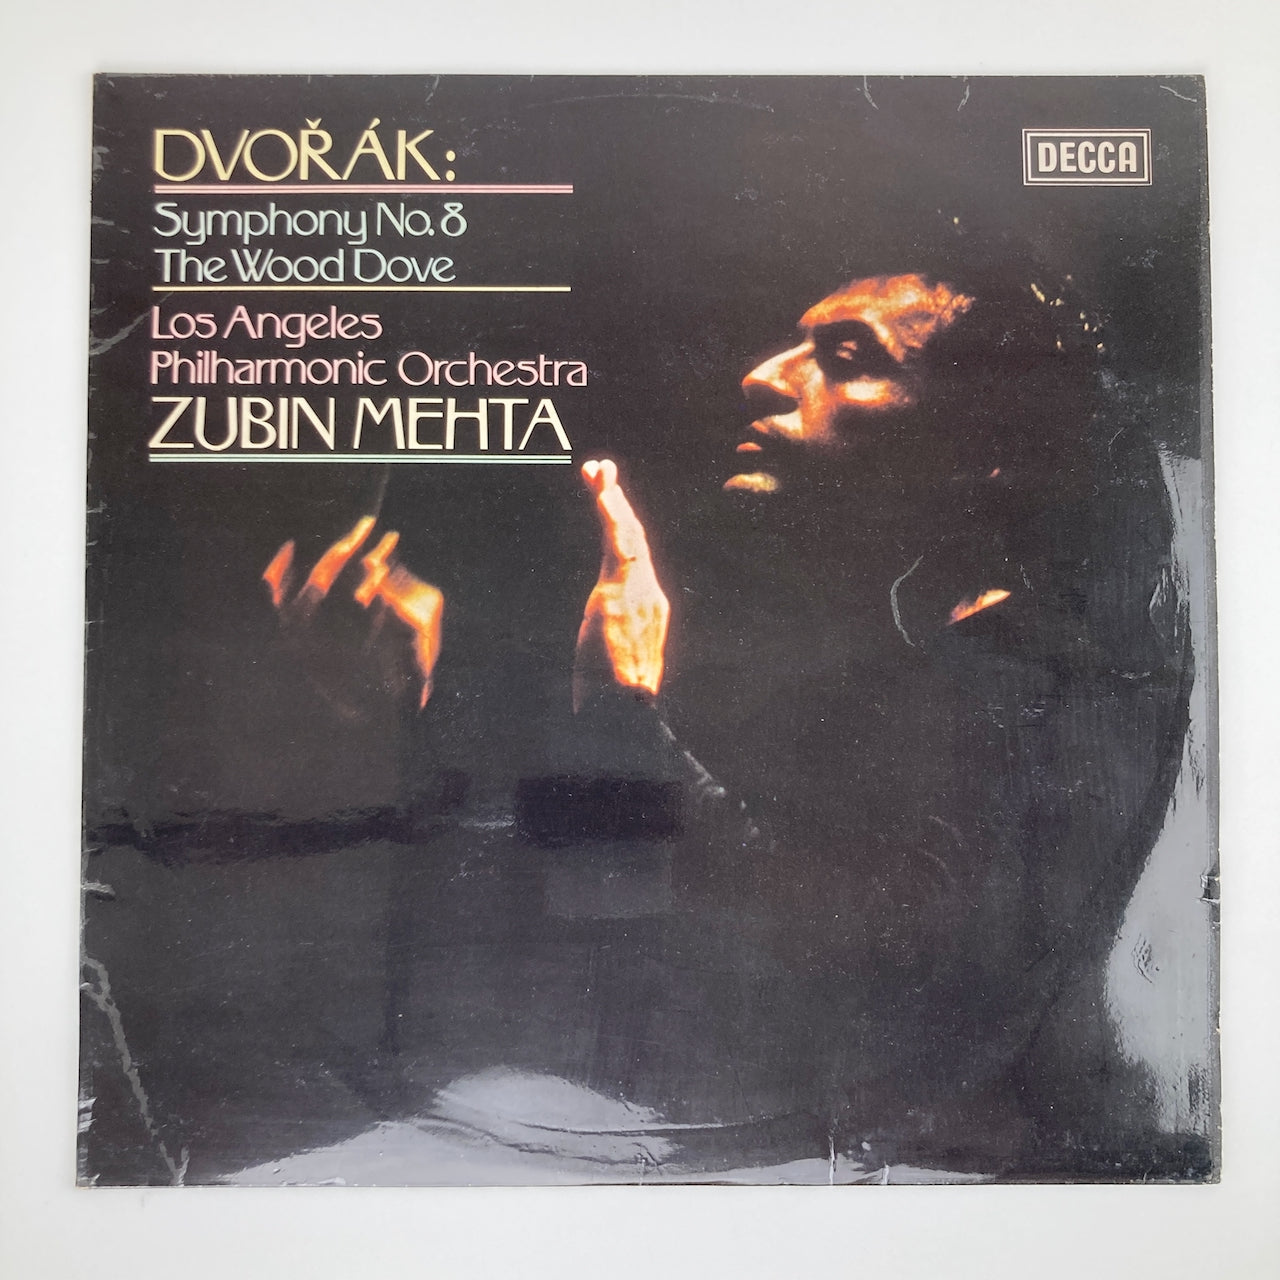 DVOŘÁK:
DECCA
Symphony No. 8
The Wood Dove
Los Angeles
Philharmonic Orchestra
ZUBIN MEHTA